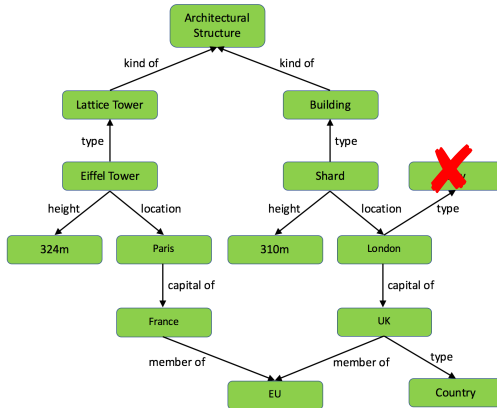 Architectural
Structure
kind of
kind of
Lattice Tower
Building
type
type
Eiffel Tower
Shard
height
location
height
location
type
324m
Paris
310m
London
capital of
capital of
France
UK
member of
member of
type
EU
Country